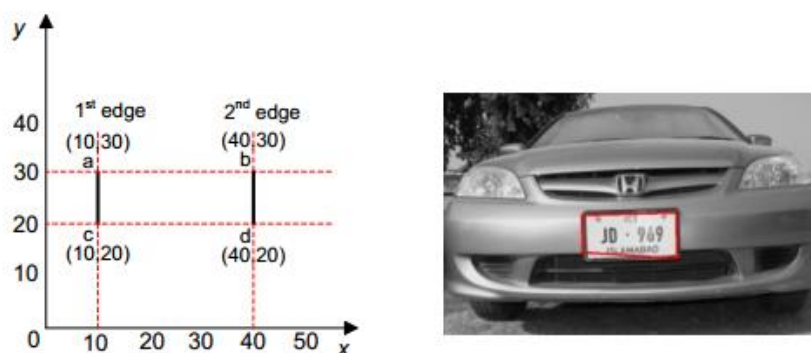 y
1st edge 2nd edge
40
(10,30) (40,30)
a b
30
20
c d
(10,20) (40,20)
10
0
10 20 30 40 50
x
JD · 969
ISLAMABAD